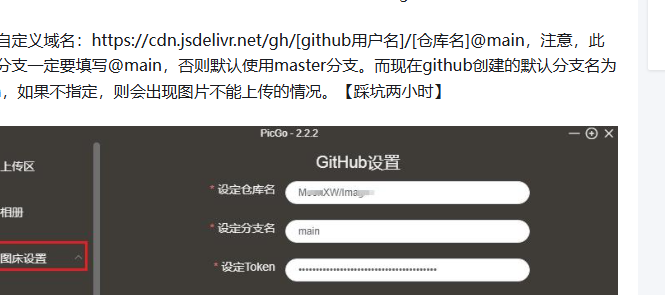 自定义域名：https://cdn.jsdelivr.net/gh/[github用户名]/[仓库名]@main，注意，此
分支一定要填写@main，否则默认使用master分支。而现在github创建的默认分支名为
，如果不指定，则会出现图片不能上传的情况。【踩坑两小时】
PicGo - 2.2.2
上传区
GitHub设置
* 设定仓库名
相册
* 设定分支名 main
图床设置
* 设定Token ••••••••••••••••••••••••••••••••••••••••